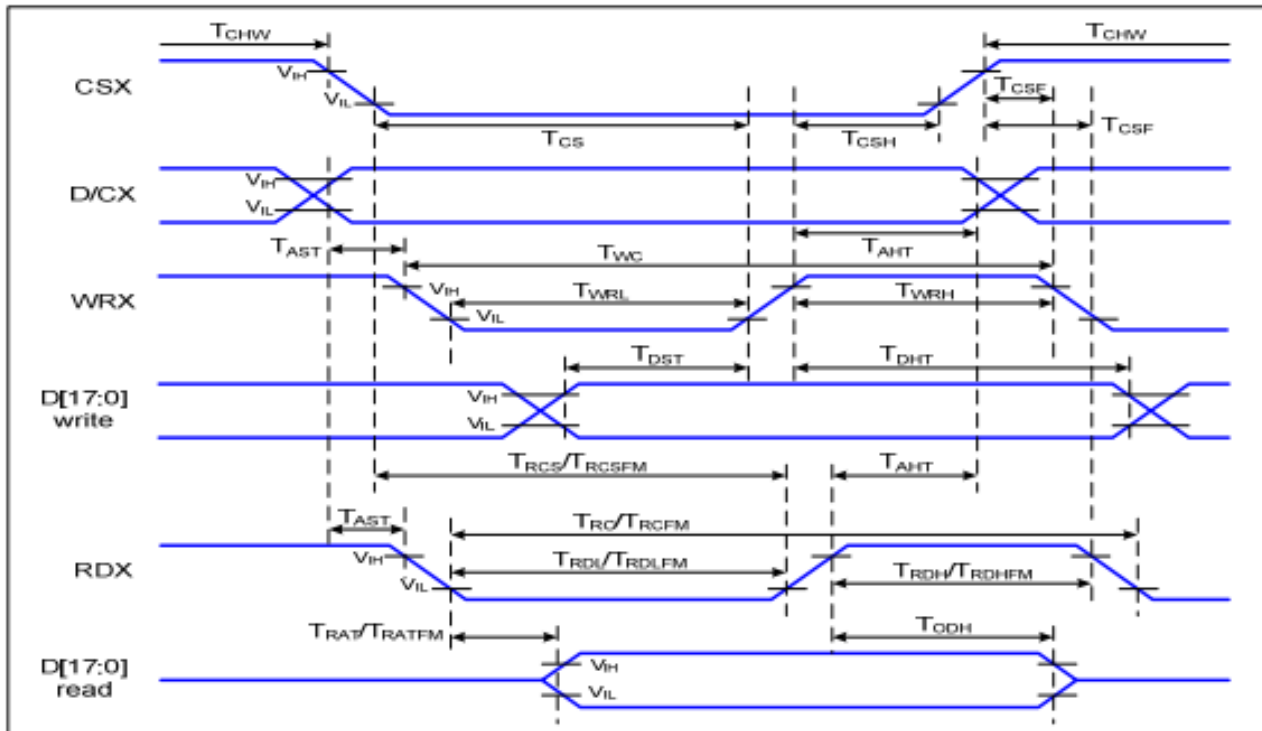 TCHW TCHW
CSX VIH
VIL
TCSF
TCS TCSH TCSF
D/CX VIH
VIL
TAST TWC TAHT
WRX VIH TWRL TWRH
VIL
TDST TDHT
D[17:0] VIH
write VIL
TRCS/TRCSFM TAHT
TAST TRC/TRCFM
RDX VIH TRDL/TRDLFM
VIL TRDH/TRDHFM
TRAT/TRATFM TODH
D[17:0] VIH
read VIL